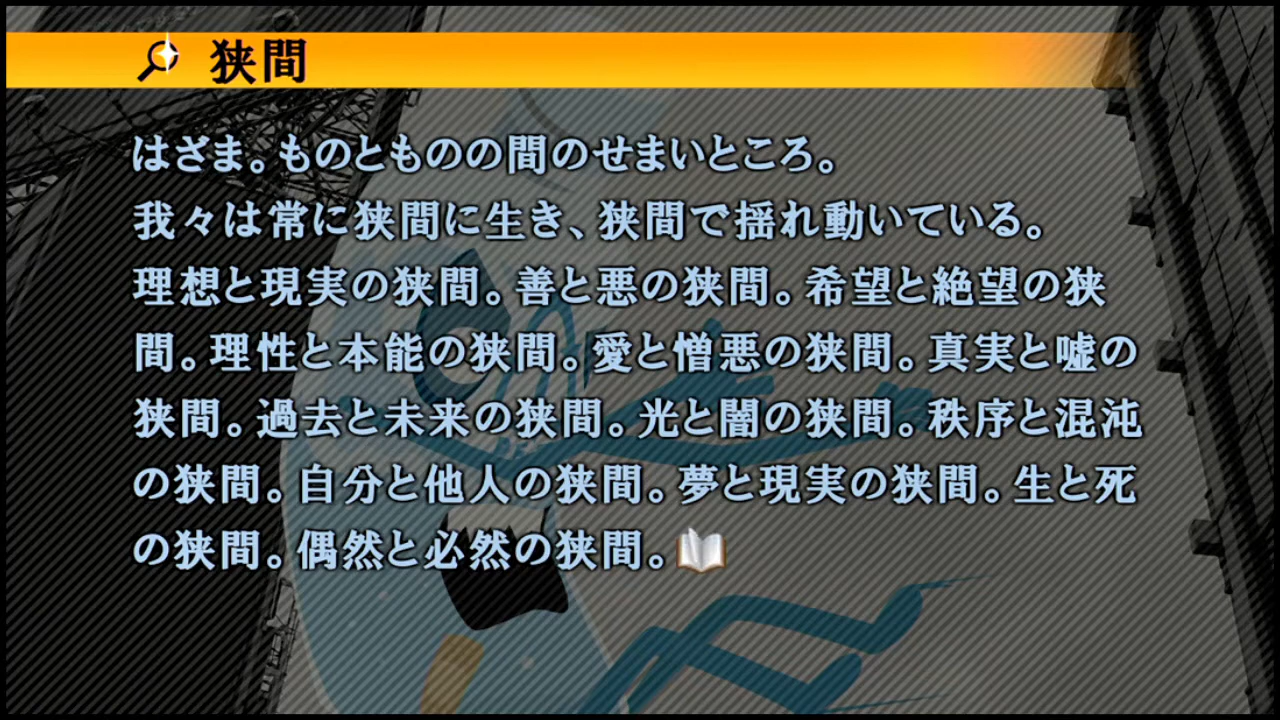 狭間
はざま。ものとものの間のせまいところ。
我々は常に狭間に生き、狭間で揺れ動いている。
理想と現実の狭間。善と悪の狭間。希望と絶望の狭
間。理性と本能の狭間。愛と憎悪の狭間。真実と嘘の
狭間。過去と未来の狭間。光と闇の狭間。秩序と混沌
の狭間。自分と他人の狭間。夢と現実の狭間。生と死
の狭間。偶然と必然の狭間。